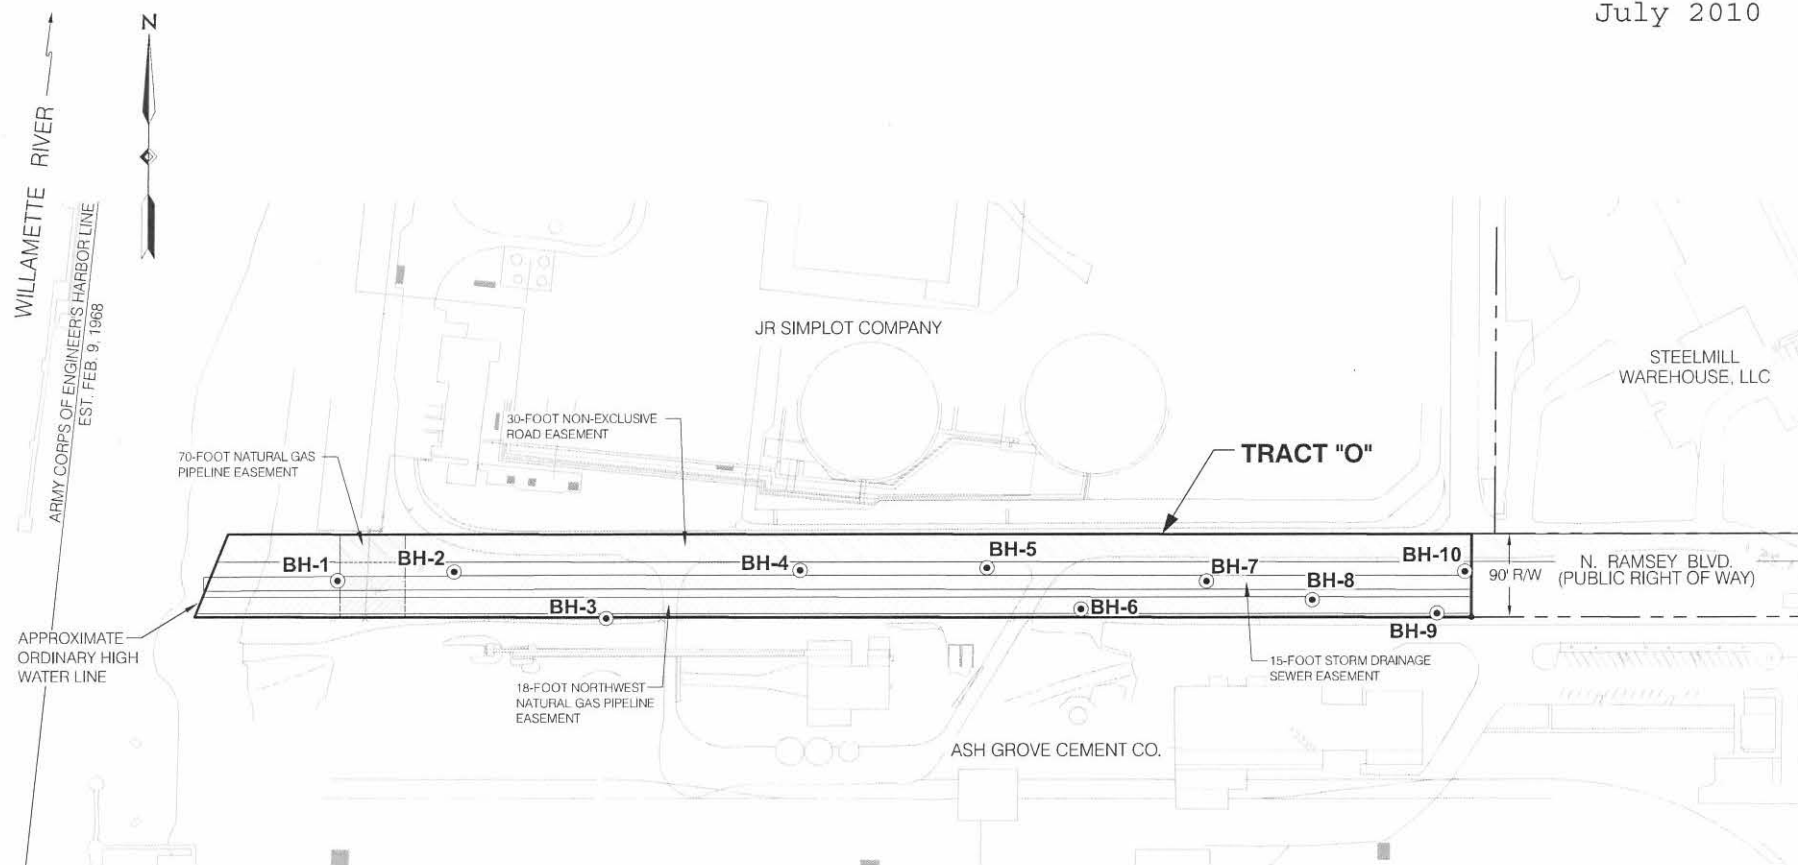 July 2010
N
WILLAMETTE RIVER
ARMY CORPS OF ENGINEERS HARBOR LINE
EST. FEB. 9, 1968
JR SIMPLOT COMPANY
STEELMILL
WAREHOUSE, LLC
30-FOOT NON-EXCLUSIVE
ROAD EASEMENT
70-FOOT NATURAL GAS
PIPELINE EASEMENT
TRACT "O"
BH-1
BH-2
BH-3
BH-4
BH-5
BH-6
BH-7
BH-8
BH-9
BH-10
90' R/W
N. RAMSEY BLVD.
(PUBLIC RIGHT OF WAY)
APPROXIMATE
ORDINARY HIGH
WATER LINE
18-FOOT NORTHWEST
NATURAL GAS PIPELINE
EASEMENT
15-FOOT STORM DRAINAGE
SEWER EASEMENT
ASH GROVE CEMENT CO.